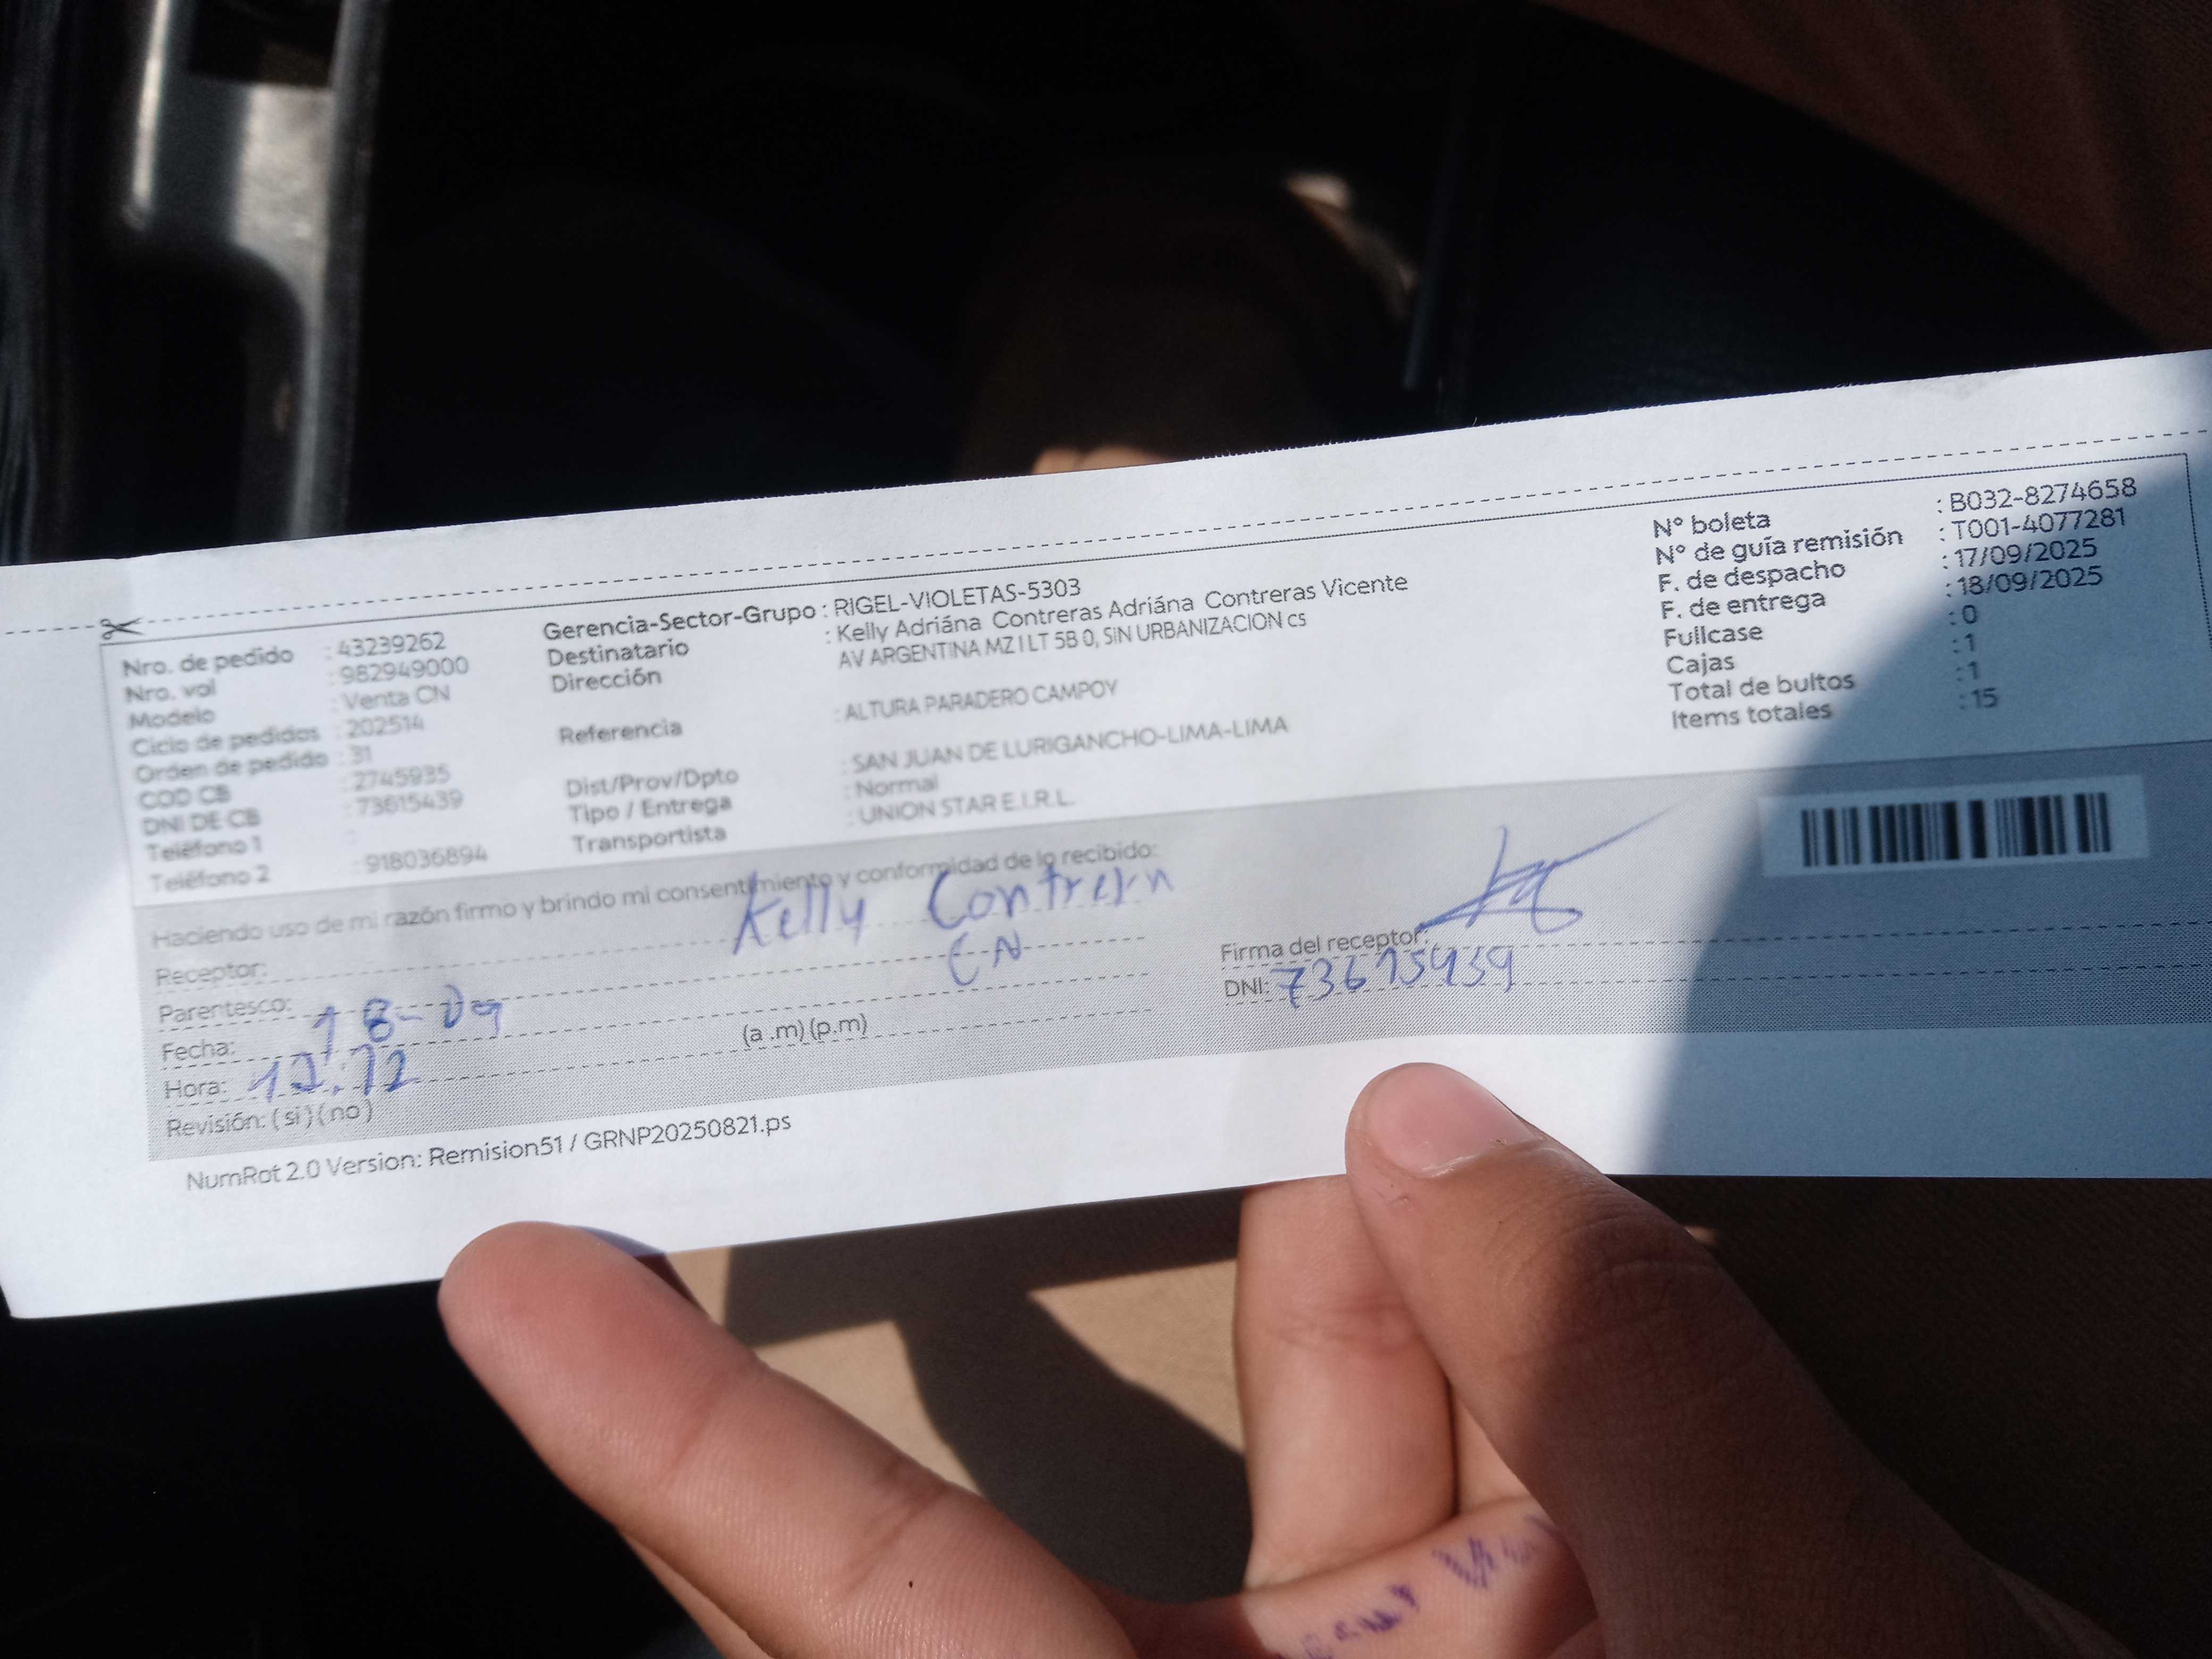 Nro. de pedido : 43239262
Nro. vol : 982949000
Modelo : Venta CN
Ciclo de pedidos : 202514
Orden de pedido : 31
COD CB : 2745935
DNI DE CB : 73615439
Teléfono 1 :
Teléfono 2 : 918036894
Gerencia-Sector-Grupo : RIGEL-VIOLETAS-5303
Destinatario : Kelly Adriána Contreras Adriána Contreras Vicente
Dirección AV ARGENTINA MZ I LT 5B 0, SIN URBANIZACION cs
Referencia : ALTURA PARADERO CAMPOY
Dist/Prov/Dpto : SAN JUAN DE LURIGANCHO-LIMA-LIMA
Tipo / Entrega : Normal
Transportista : UNION STAR E.I.R.L.
N° boleta : B032-8274658
N° de guía remisión : T001-4077281
F. de despacho : 17/09/2025
F. de entrega : 18/09/2025
Fullcase : 0
Cajas : 1
Total de bultos : 1
Items totales : 15
Haciendo uso de mi razón firmo y brindo mi consentimiento y conformidad de lo recibido:
Receptor: Kelly
Parentesco: CN
Fecha: 18-
Hora: 12:12 (a .m) (p.m)
Revisión: ( si ) ( no )
Firma del receptor:
DNI: 73615439
NumRot 2.0 Version: Remision51 / GRNP20250821.ps